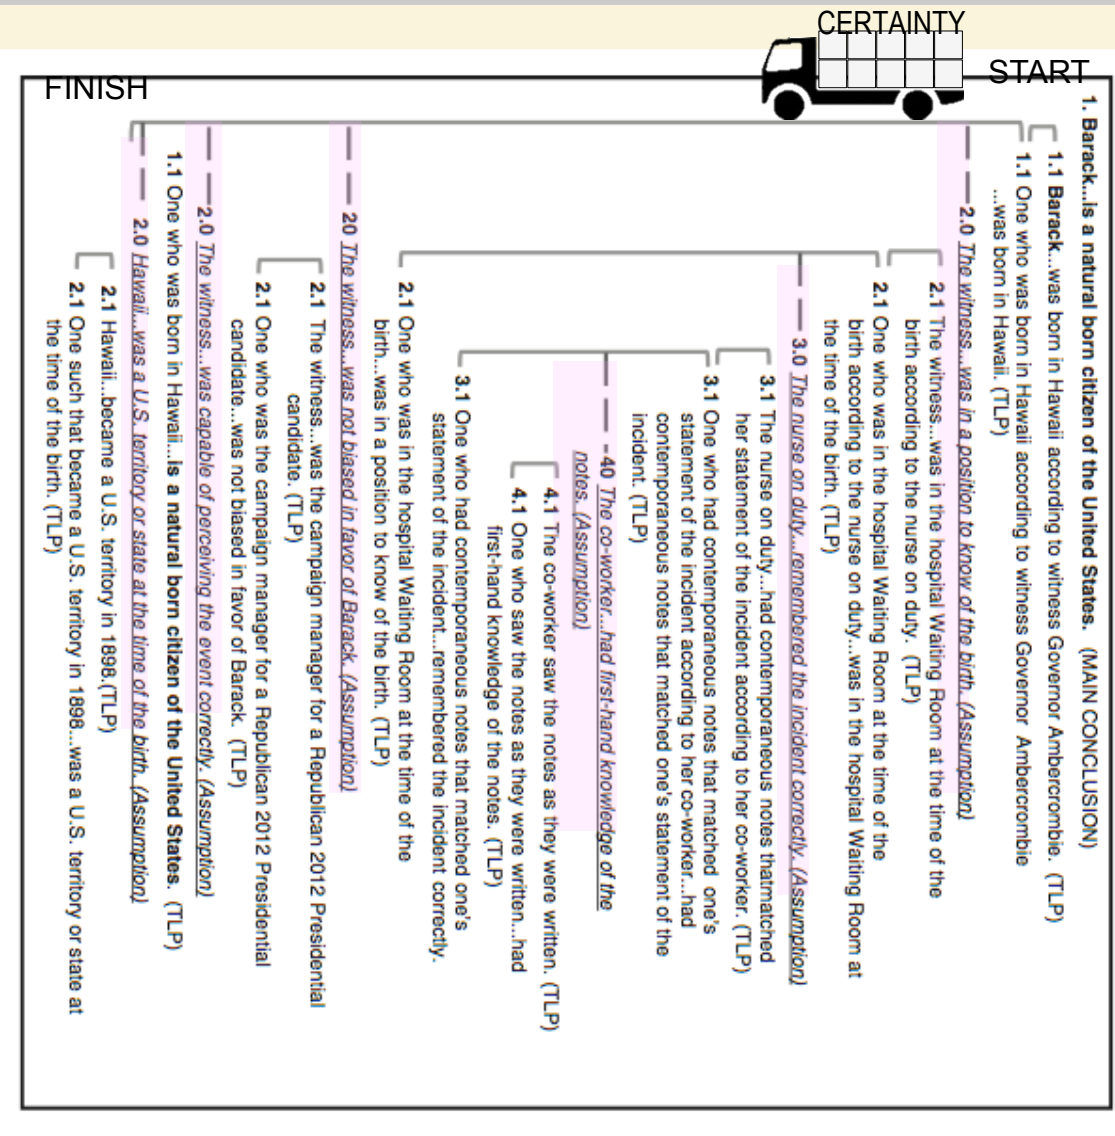 CERTAINTY
START
FINISH
1. Barack...is a natural born citizen of the United States. (MAIN CONCLUSION)
1.1 Barack...was born in Hawaii according to witness Governor Ambercrombie. (TLP)
1.1 One who was born in Hawaii according to witness Governor Ambercrombie
...was born in Hawaii. (TLP)
2.0 The witness...was in a position to know of the birth. (Assumption)
2.1 The witness...was in the hospital Waiting Room at the time of the
birth according to the nurse on duty. (TLP)
2.1 One who was in the hospital Waiting Room at the time of the
birth according to the nurse on duty...was in the hospital Waiting Room at
the time of the birth. (TLP)
3.0 The nurse on duty...remembered the incident correctly. (Assumption)
3.1 The nurse on duty...had contemporaneous notes thatmatched
her statement of the incident according to her co-worker. (TLP)
3.1 One who had contemporaneous notes that matched one's
statement of the incident according to her co-worker...had
contemporaneous notes that matched one's statement of the
incident. (TLP)
-40 The co-worker...had first-hand knowledge of the
notes. (Assumption)
4.1 The co-worker saw the notes as they were written. (TLP)
4.1 One who saw the notes as they were written...had
first-hand knowledge of the notes. (TLP)
3.1 One who had contemporaneous notes that matched one's
statement of the incident...remembered the incident correctly.
2.1 One who was in the hospital Waiting Room at the time of the
birth...was in a position to know of the birth. (TLP)
20 The witness...was not biased in favor of Barack. (Assumption)
2.1 The witness...was the campaign manager for a Republican 2012 Presidential
candidate. (TLP)
2.1 One who was the campaign manager for a Republican 2012 Presidential
candidate...was not biased in favor of Barack. (TLP)
2.0 The witness...was capable of perceiving the event correctly. (Assumption)
1.1 One who was born in Hawaii...is a natural born citizen of the United States. (TLP)
2.0 Hawaii...was a U.S. territory or state at the time of the birth. (Assumption)
2.1 Hawaii...became a U.S. territory in 1898.(TLP)
2.1 One such that became a U.S. territory in 1898...was a U.S. territory or state at
the time of the birth. (TLP)